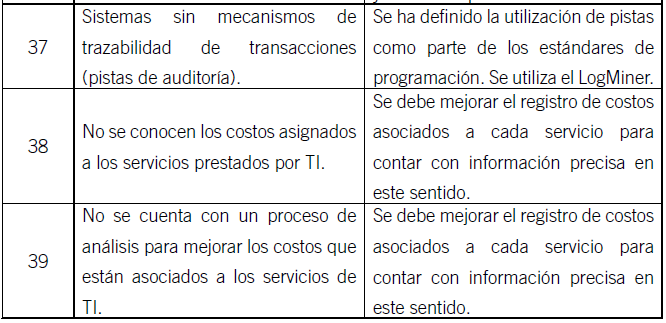 37
Sistemas sin mecanismos de
trazabilidad de transacciones
(pistas de auditoría).
Se ha definido la utilización de pistas
como parte de los estándares de
programación. Se utiliza el LogMiner.
38
No se conocen los costos asignados
a los servicios prestados por TI.
Se debe mejorar el registro de costos
asociados a cada servicio para
contar con información precisa en
este sentido.
39
No se cuenta con un proceso de
análisis para mejorar los costos que
están asociados a los servicios de
TI.
Se debe mejorar el registro de costos
asociados a cada servicio para
contar con información precisa en
este sentido.